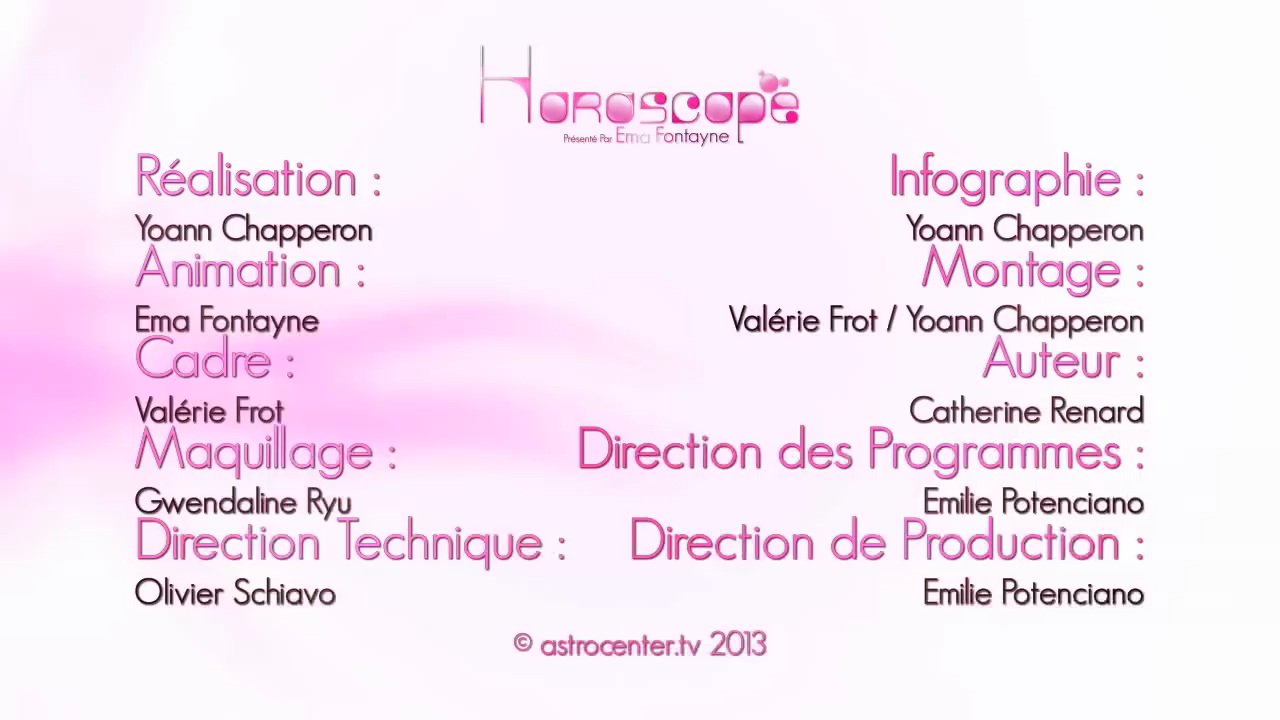 Horoscope
Présenté Par Ema Fontayne
Réalisation :
Yoann Chapperon
Animation :
Ema Fontayne
Cadre :
Valérie Frot
Maquillage :
Gwendaline Ryu
Direction Technique :
Olivier Schiavo
Infographie :
Yoann Chapperon
Montage :
Valérie Frot / Yoann Chapperon
Auteur :
Catherine Renard
Direction des Programmes :
Emilie Potenciano
Direction de Production :
Emilie Potenciano
© astrocenter.tv 2013